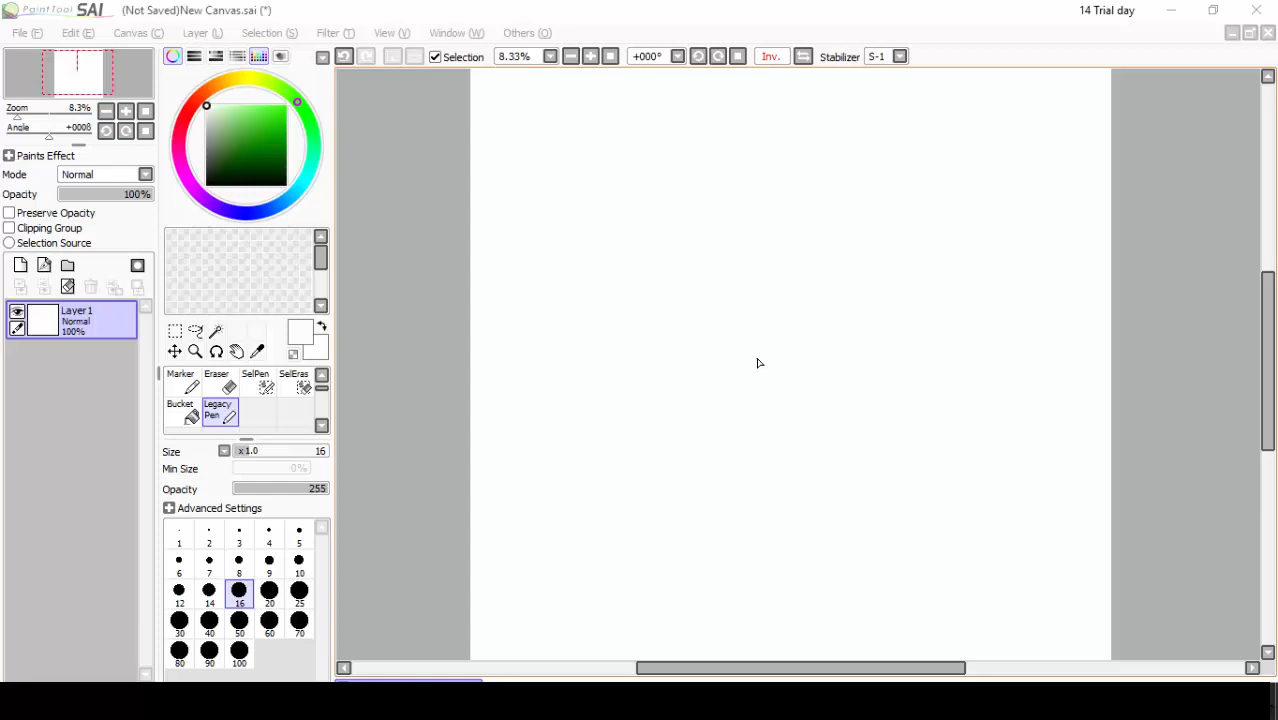 PaintTool SAI (Not Saved)New Canvas.sai (*) 14 Trial day
File (F) Edit (E) Canvas (C) Layer (L) Selection (S) Filter (T) View (V) Window (W) Others (O)
Selection 8.33% +000° Inv. Stabilizer S-1
Zoom 8.3%
Angle +000ß
Paints Effect
Mode Normal
Opacity 100%
Preserve Opacity
Clipping Group
Selection Source
Layer1
Normal
100%
Marker Eraser SelPen SelEras
Bucket Legacy Pen
Size x1.0 16
Min Size 0%
Opacity 255
Advanced Settings
1 2 3 4 5
6 7 8 9 10
12 14 16 20 25
30 40 50 60 70
80 90 100